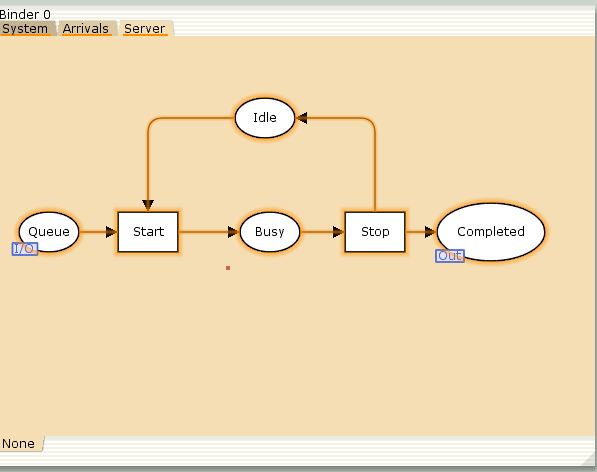 Binder 0
System Arrivals Server
Idle
Queue Start Busy Stop Completed
I/O Out
None